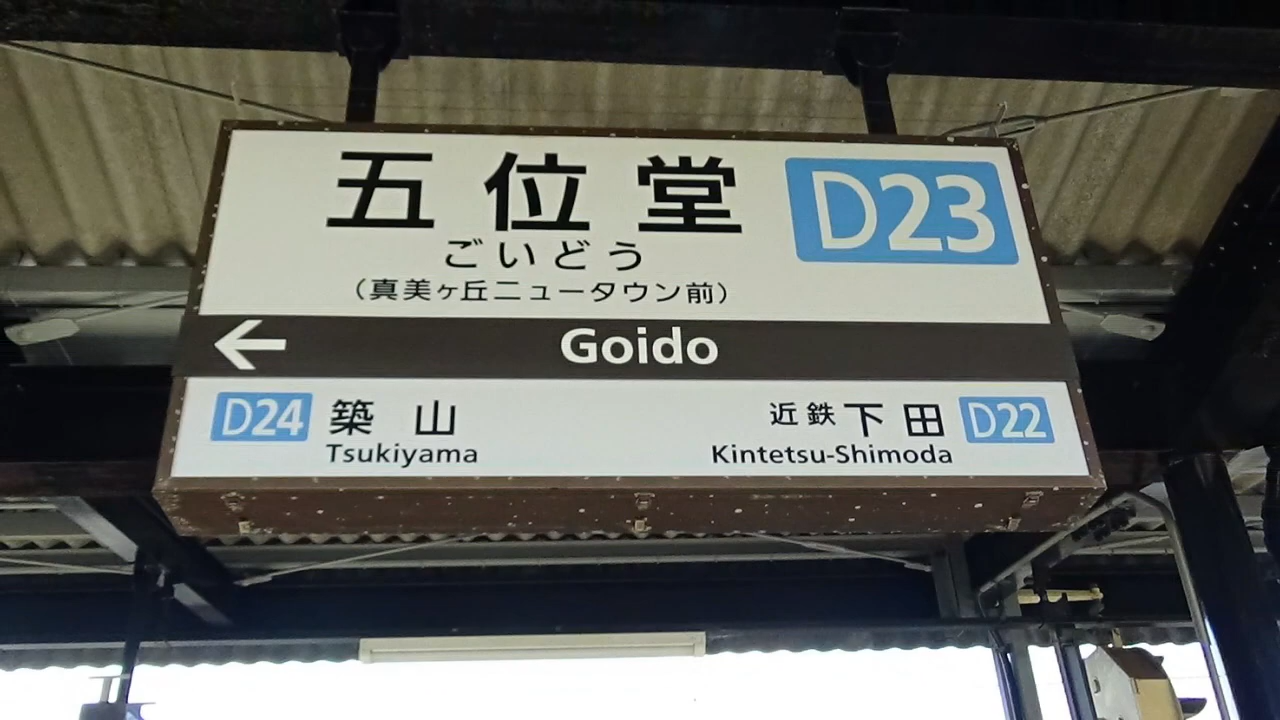 五位堂 D23
ごいどう
（真美ヶ丘ニュータウン前）
← Goido
D24 築山 近鉄下田 D22
Tsukiyama Kintetsu-Shimoda